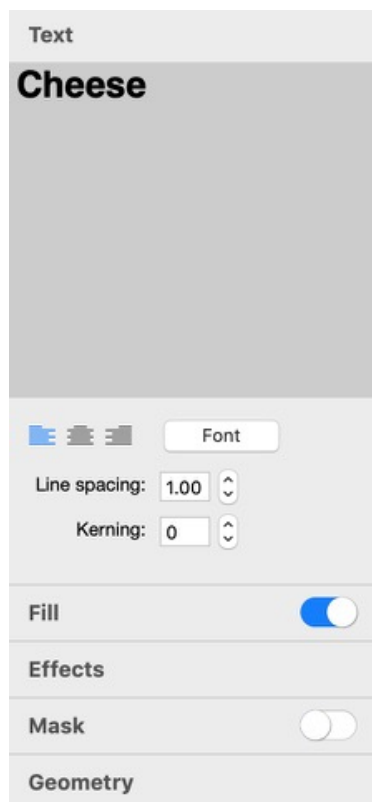 Text
Cheese
Font
Line spacing: 1.00
Kerning: 0
Fill
Effects
Mask
Geometry